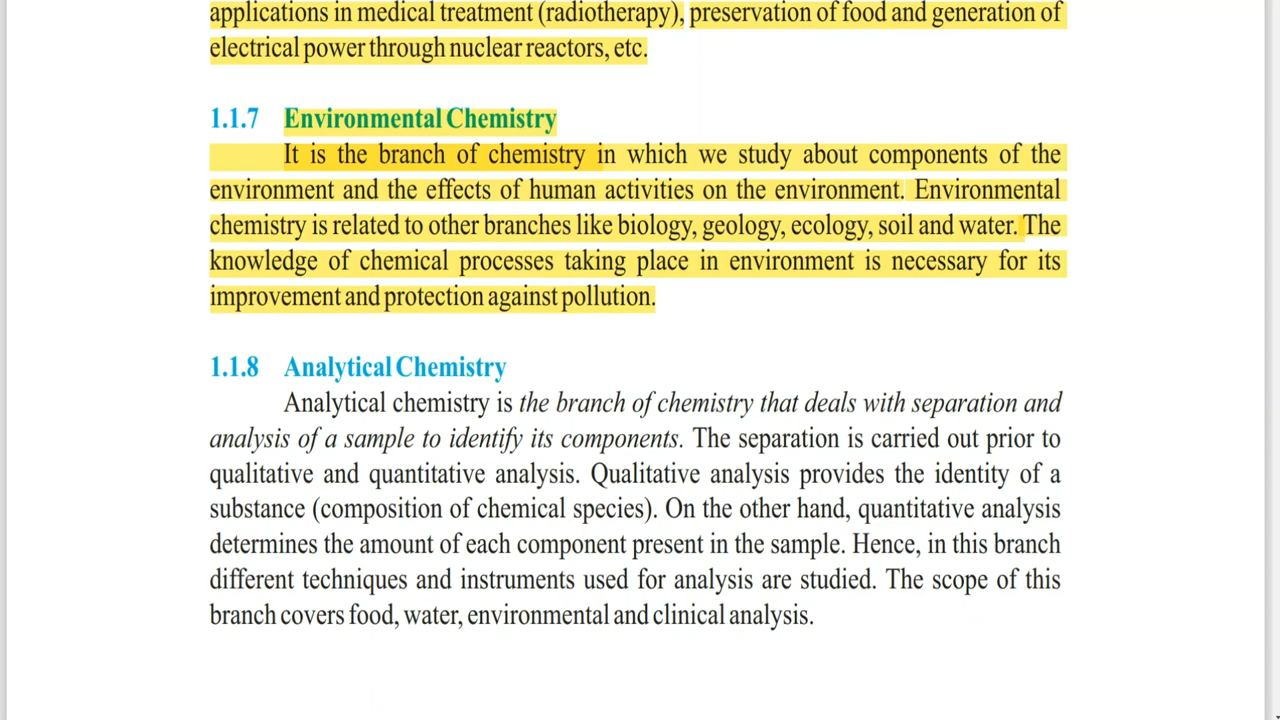 applications in medical treatment (radiotherapy), preservation of food and generation of
electrical power through nuclear reactors, etc.
1.1.7 Environmental Chemistry
It is the branch of chemistry in which we study about components of the
environment and the effects of human activities on the environment. Environmental
chemistry is related to other branches like biology, geology, ecology, soil and water. The
knowledge of chemical processes taking place in environment is necessary for its
improvement and protection against pollution.
1.1.8 Analytical Chemistry
Analytical chemistry is the branch of chemistry that deals with separation and
analysis of a sample to identify its components. The separation is carried out prior to
qualitative and quantitative analysis. Qualitative analysis provides the identity of a
substance (composition of chemical species). On the other hand, quantitative analysis
determines the amount of each component present in the sample. Hence, in this branch
different techniques and instruments used for analysis are studied. The scope of this
branch covers food, water, environmental and clinical analysis.